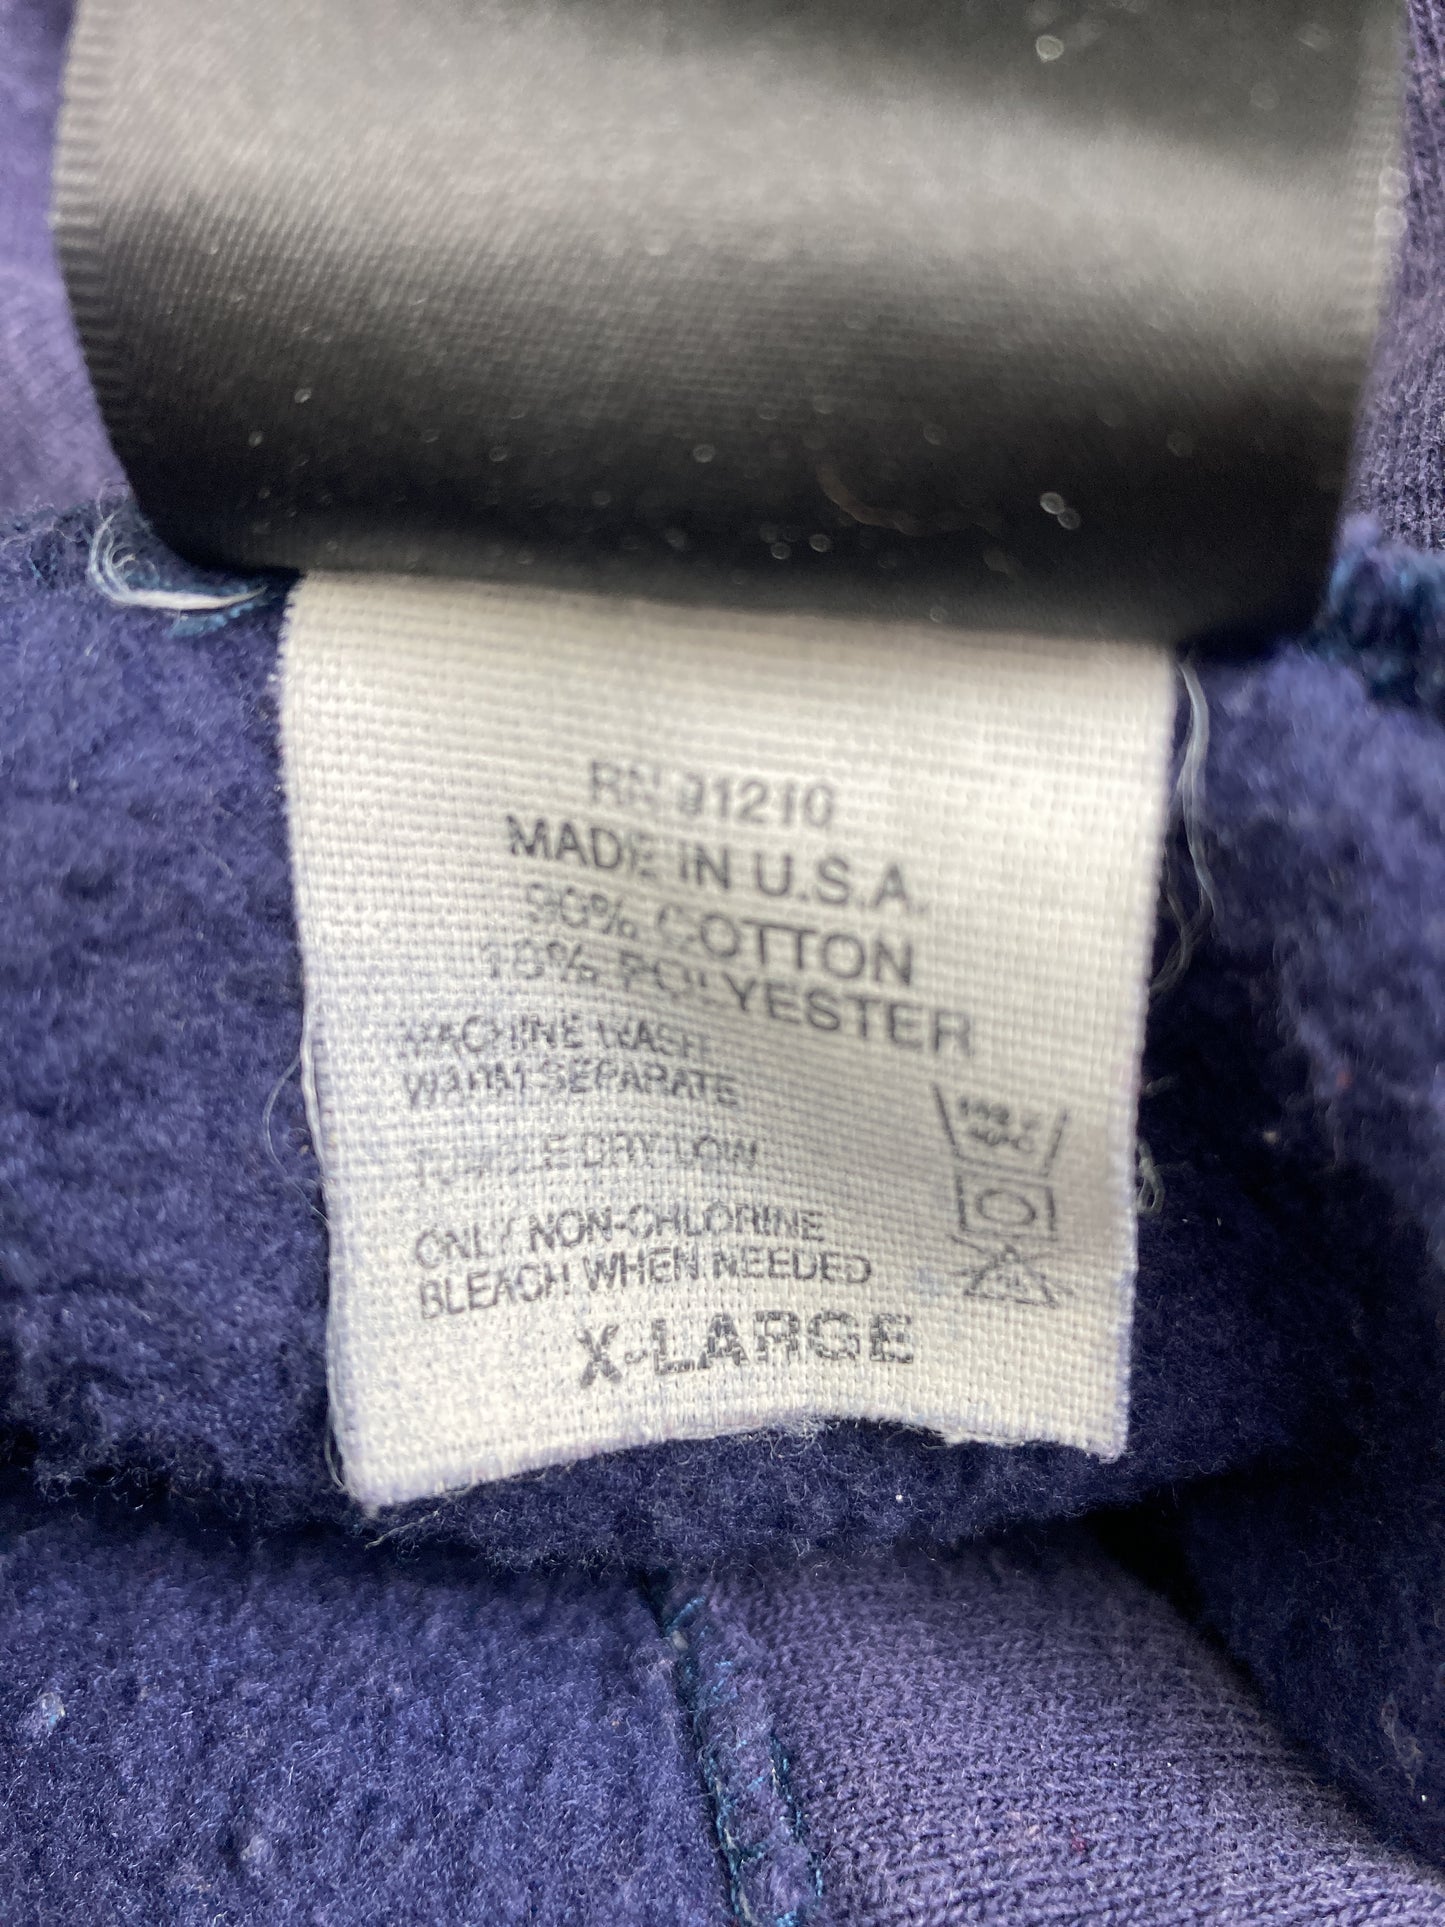 RN 91210
MADE IN U.S.A.
90% COTTON
10% POLYESTER
MACHINE WASH
WARM SEPARATE
TUMBLE DRY LOW
ONLY NON-CHLORINE
BLEACH WHEN NEEDED
X-LARGE
40°C